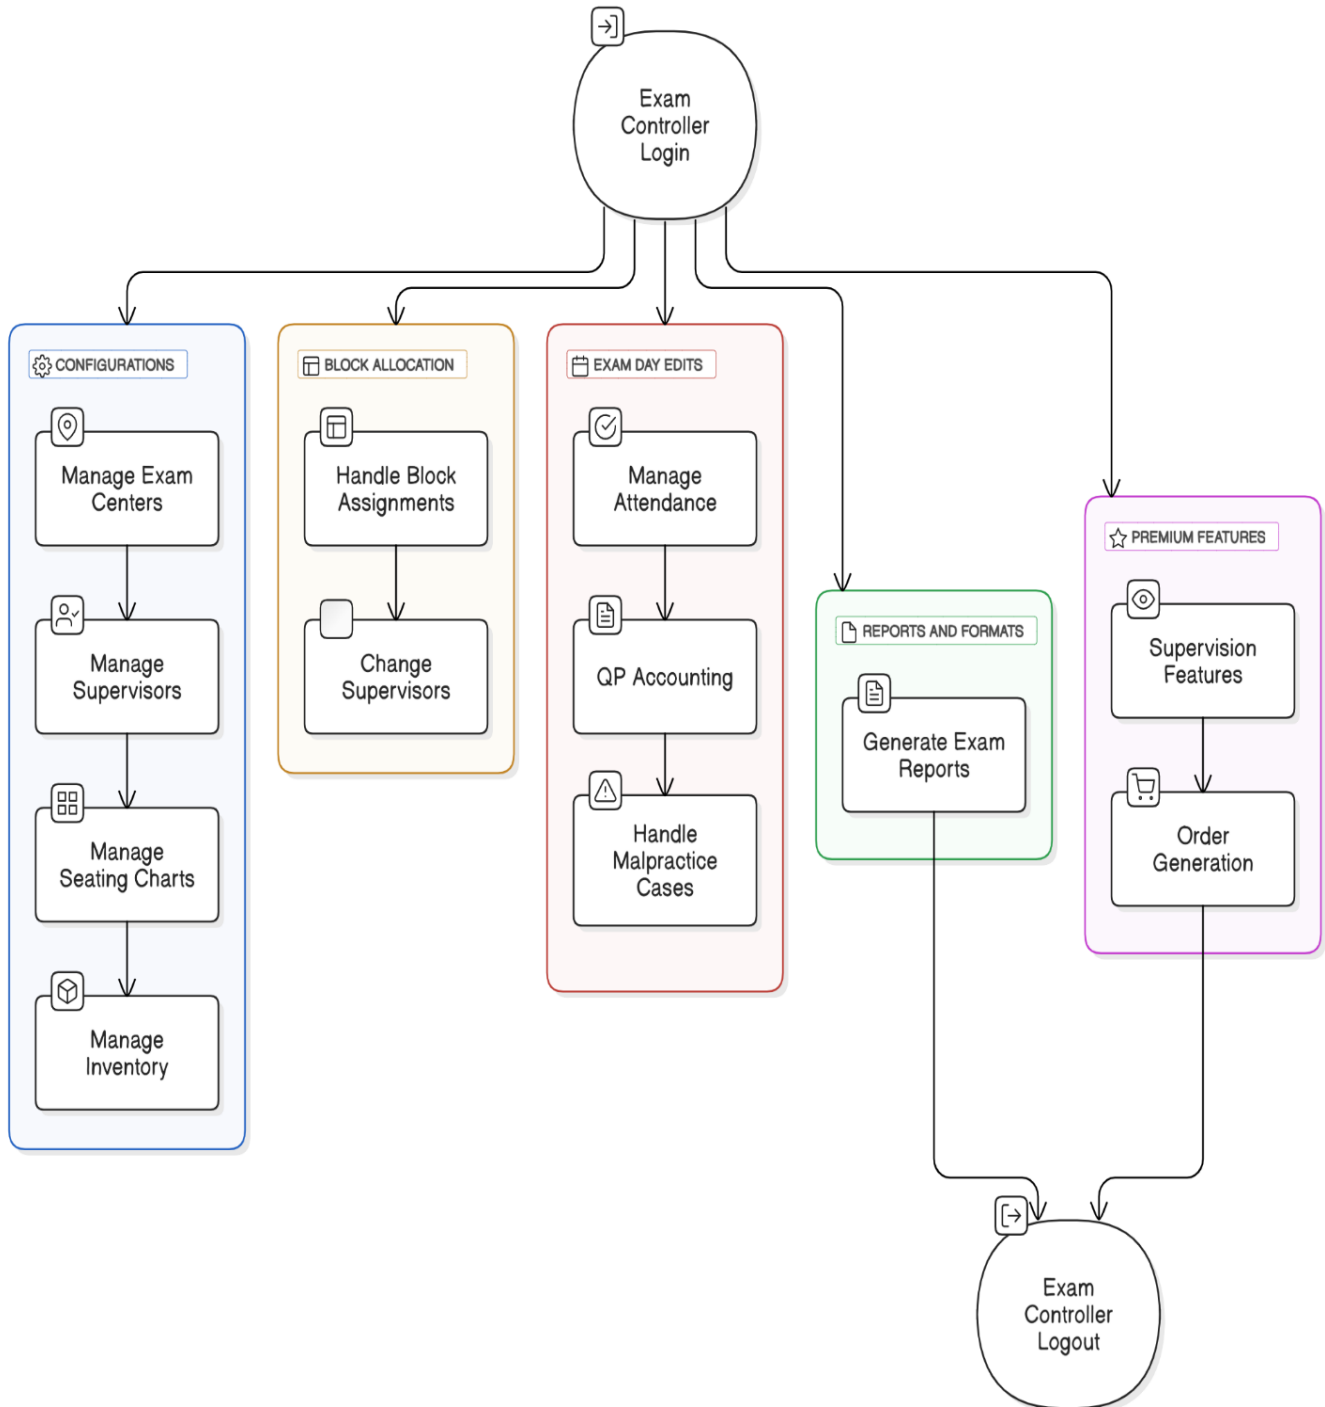 Exam
Controller
Login
CONFIGURATIONS
Manage Exam
Centers
Manage
Supervisors
Manage
Seating Charts
Manage
Inventory
BLOCK ALLOCATION
Handle Block
Assignments
Change
Supervisors
EXAM DAY EDITS
Manage
Attendance
QP Accounting
Handle
Malpractice
Cases
REPORTS AND FORMATS
Generate Exam
Reports
PREMIUM FEATURES
Supervision
Features
Order
Generation
Exam
Controller
Logout